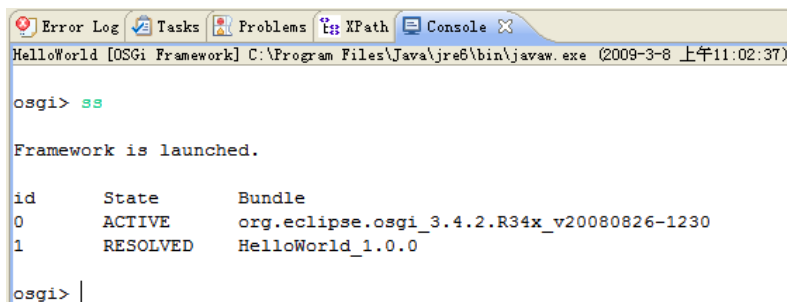 Error Log Tasks Problems XPath Console
HelloWorld [OSGi Framework] C:\Program Files\Java\jre6\bin\javaw.exe (2009-3-8 上午11:02:37)
osgi> ss
Framework is launched.
id State Bundle
0 ACTIVE org.eclipse.osgi_3.4.2.R34x_v20080826-1230
1 RESOLVED HelloWorld_1.0.0
osgi>